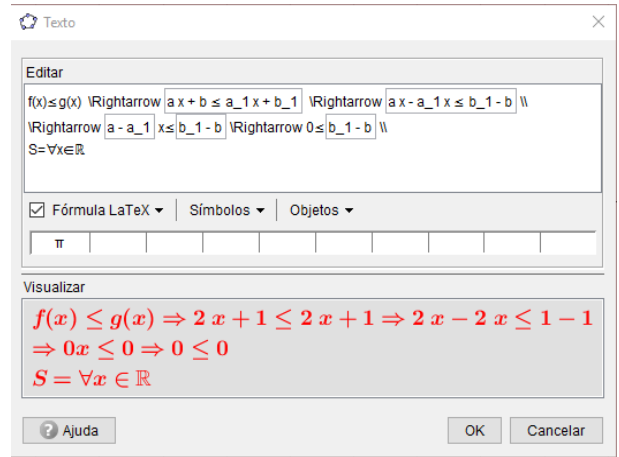 Texto
Editar
f(x)≤g(x) \Rightarrow a x + b ≤ a_1 x + b_1 \Rightarrow a x - a_1 x ≤ b_1 - b \\
\Rightarrow a - a_1 x≤ b_1 - b \Rightarrow 0≤ b_1 - b \\
S=∀x∈ℝ
Fórmula LaTeX Símbolos Objetos
π
Visualizar
f(x) ≤ g(x) ⇒ 2 x + 1 ≤ 2 x + 1 ⇒ 2 x − 2 x ≤ 1 − 1
⇒ 0x ≤ 0 ⇒ 0 ≤ 0
S = ∀x ∈ ℝ
Ajuda OK Cancelar